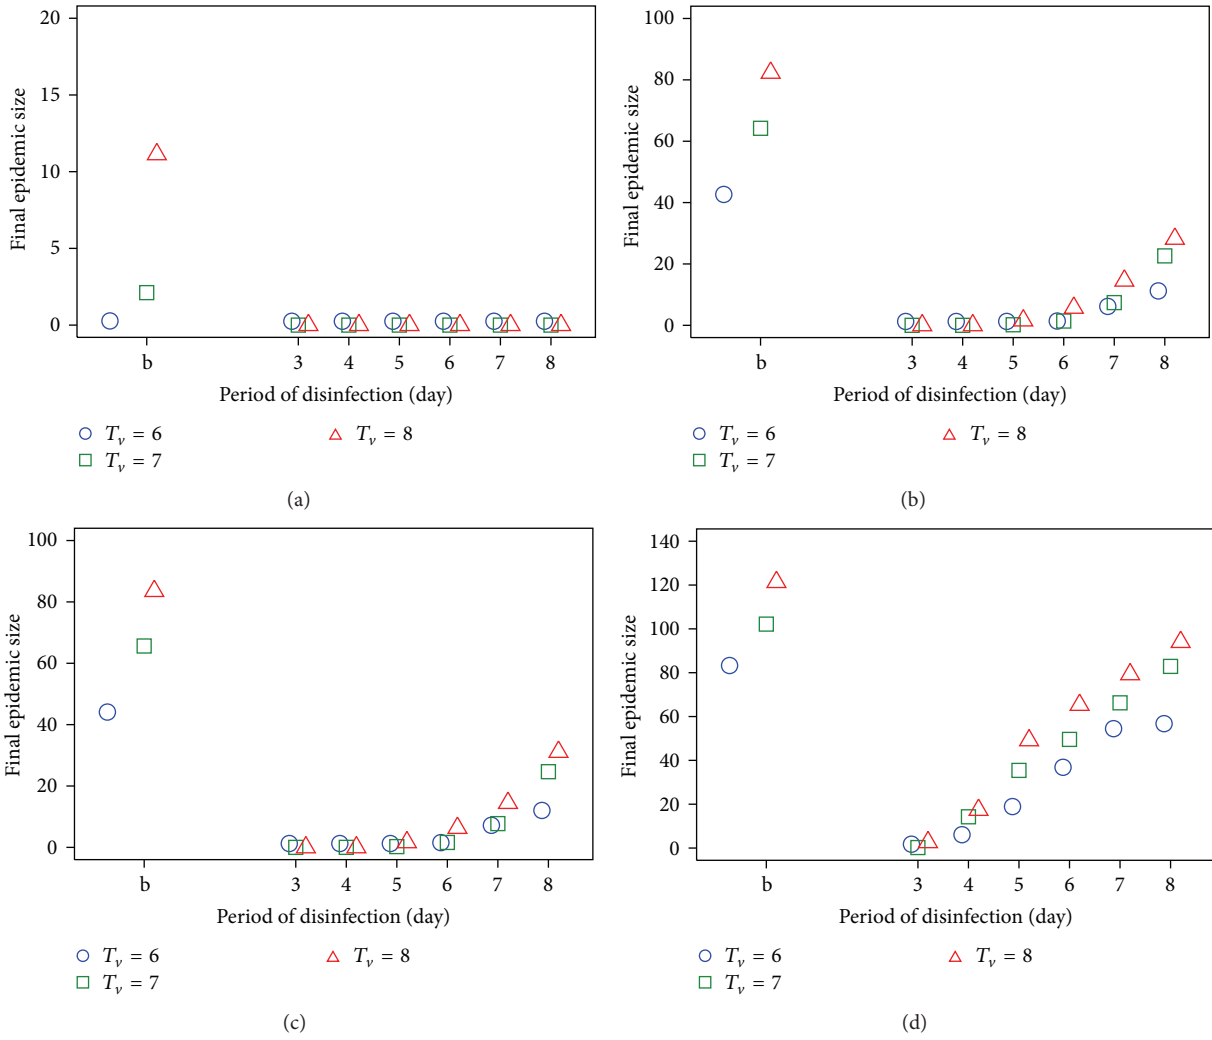 20
15
10
5
0
Final epidemic size
b 3 4 5 6 7 8
Period of disinfection (day)
T_v = 6
T_v = 8
T_v = 7
(a)
100
80
60
40
20
0
Final epidemic size
b 3 4 5 6 7 8
Period of disinfection (day)
T_v = 6
T_v = 8
T_v = 7
(b)
100
80
60
40
20
0
Final epidemic size
b 3 4 5 6 7 8
Period of disinfection (day)
T_v = 6
T_v = 8
T_v = 7
(c)
140
120
100
80
60
40
20
0
Final epidemic size
b 3 4 5 6 7 8
Period of disinfection (day)
T_v = 6
T_v = 8
T_v = 7
(d)